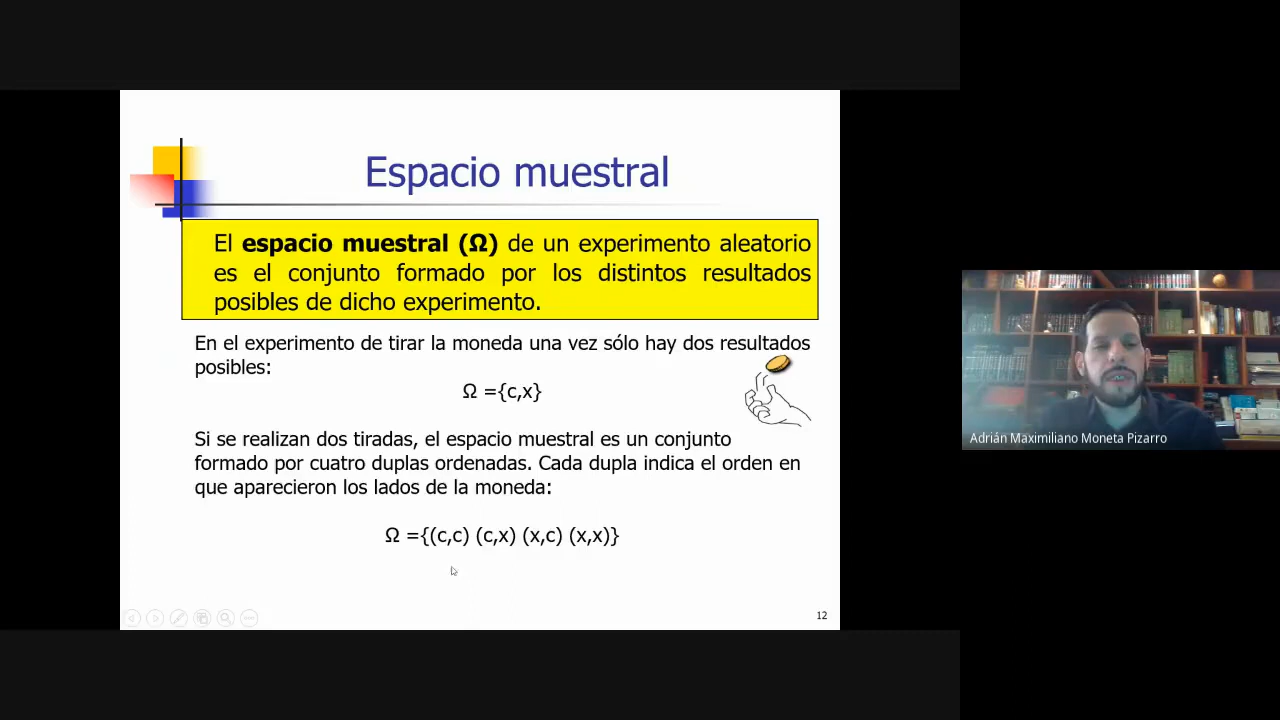 Espacio muestral
El espacio muestral (Ω) de un experimento aleatorio
es el conjunto formado por los distintos resultados
posibles de dicho experimento.
En el experimento de tirar la moneda una vez sólo hay dos resultados
posibles:
Ω ={c,x}
Si se realizan dos tiradas, el espacio muestral es un conjunto
formado por cuatro duplas ordenadas. Cada dupla indica el orden en
que aparecieron los lados de la moneda:
Ω ={(c,c) (c,x) (x,c) (x,x)}
12
Adrián Maximiliano Moneta Pizarro